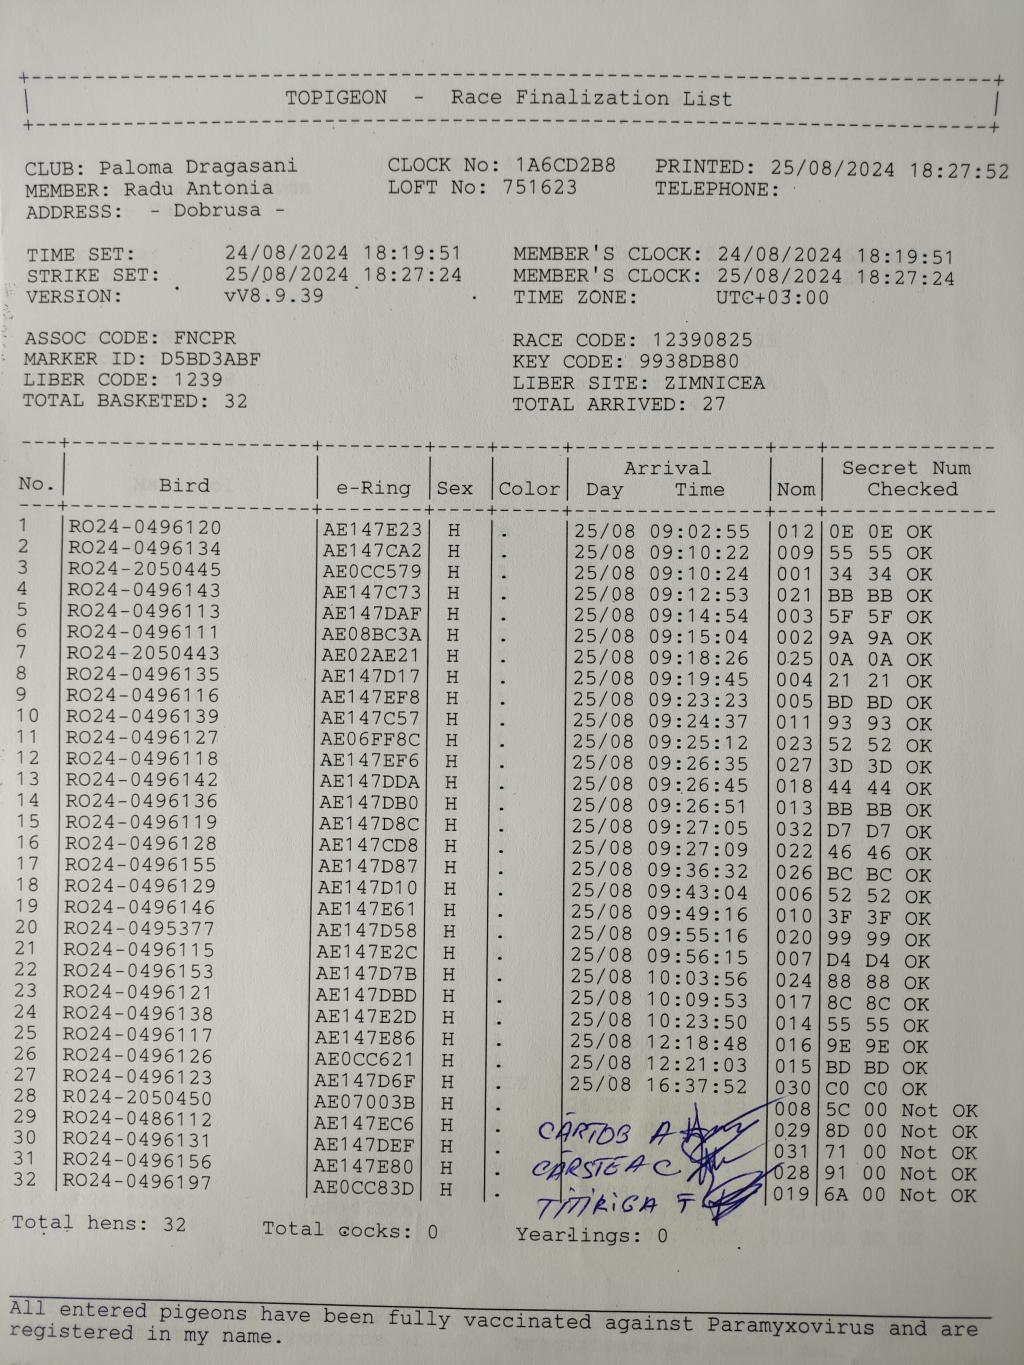 TOPIGEON - Race Finalization List
CLUB: Paloma Dragasani CLOCK No: 1A6CD2B8 PRINTED: 25/08/2024 18:27:52
MEMBER: Radu Antonia LOFT No: 751623 TELEPHONE:
ADDRESS: - Dobrusa -
TIME SET: 24/08/2024 18:19:51 MEMBER'S CLOCK: 24/08/2024 18:19:51
STRIKE SET: 25/08/2024 18:27:24 MEMBER'S CLOCK: 25/08/2024 18:27:24
VERSION: vV8.9.39 TIME ZONE: UTC+03:00
ASSOC CODE: FNCPR RACE CODE: 12390825
MARKER ID: D5BD3ABF KEY CODE: 9938DB80
LIBER CODE: 1239 LIBER SITE: ZIMNICEA
TOTAL BASKETED: 32 TOTAL ARRIVED: 27
Arrival Secret Num
No. Bird e-Ring Sex Color Day Time Nom Checked
1 RO24-0496120 AE147E23 H . 25/08 09:02:55 012 0E 0E OK
2 RO24-0496134 AE147CA2 H . 25/08 09:10:22 009 55 55 OK
3 RO24-2050445 AE0CC579 H . 25/08 09:10:24 001 34 34 OK
4 RO24-0496143 AE147C73 H . 25/08 09:12:53 021 BB BB OK
5 RO24-0496113 AE147DAF H . 25/08 09:14:54 003 5F 5F OK
6 RO24-0496111 AE08BC3A H . 25/08 09:15:04 002 9A 9A OK
7 RO24-2050443 AE02AE21 H . 25/08 09:18:26 025 0A 0A OK
8 RO24-0496135 AE147D17 H . 25/08 09:19:45 004 21 21 OK
9 RO24-0496116 AE147EF8 H . 25/08 09:23:23 005 BD BD OK
10 RO24-0496139 AE147C57 H . 25/08 09:24:37 011 93 93 OK
11 RO24-0496127 AE06FF8C H . 25/08 09:25:12 023 52 52 OK
12 RO24-0496118 AE147EF6 H . 25/08 09:26:35 027 3D 3D OK
13 RO24-0496142 AE147DDA H . 25/08 09:26:45 018 44 44 OK
14 RO24-0496136 AE147DB0 H . 25/08 09:26:51 013 BB BB OK
15 RO24-0496119 AE147D8C H . 25/08 09:27:05 032 D7 D7 OK
16 RO24-0496128 AE147CD8 H . 25/08 09:27:09 022 46 46 OK
17 RO24-0496155 AE147D87 H . 25/08 09:36:32 026 BC BC OK
18 RO24-0496129 AE147D10 H . 25/08 09:43:04 006 52 52 OK
19 RO24-0496146 AE147E61 H . 25/08 09:49:16 010 3F 3F OK
20 RO24-0495377 AE147D58 H . 25/08 09:55:16 020 99 99 OK
21 RO24-0496115 AE147E2C H . 25/08 09:56:15 007 D4 D4 OK
22 RO24-0496153 AE147D7B H . 25/08 10:03:56 024 88 88 OK
23 RO24-0496121 AE147DBD H . 25/08 10:09:53 017 8C 8C OK
24 RO24-0496138 AE147E2D H . 25/08 10:23:50 014 55 55 OK
25 RO24-0496117 AE147E86 H . 25/08 12:18:48 016 9E 9E OK
26 RO24-0496126 AE0CC621 H . 25/08 12:21:03 015 BD BD OK
27 RO24-0496123 AE147D6F H . 25/08 16:37:52 030 C0 C0 OK
28 RO24-2050450 AE07003B H . 008 5C 00 Not OK
29 RO24-0486112 AE147EC6 H . CÂRTOB A 029 8D 00 Not OK
30 RO24-0496131 AE147DEF H . 031 71 00 Not OK
31 RO24-0496156 AE147E80 H . CÂRSTEA C 028 91 00 Not OK
32 RO24-0496197 AE0CC83D H . TITIRIGA F 019 6A 00 Not OK
Total hens: 32 Total cocks: 0 Yearlings: 0
All entered pigeons have been fully vaccinated against Paramyxovirus and are
registered in my name.